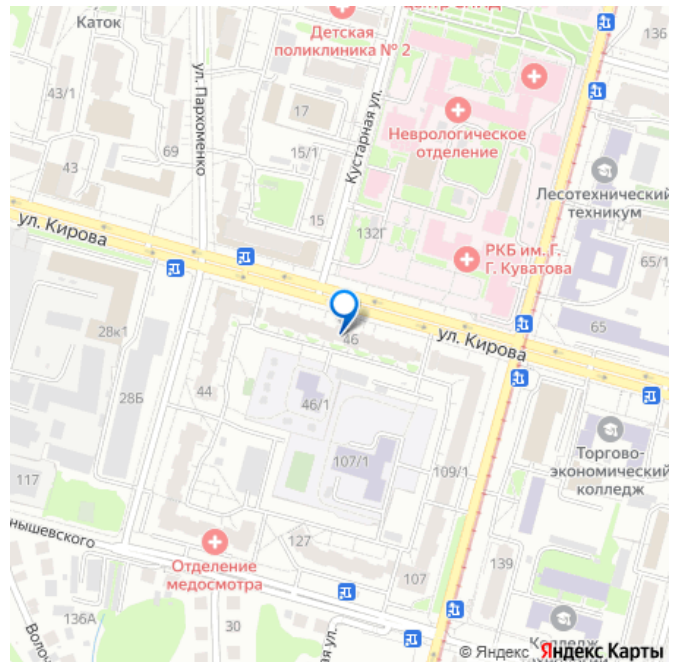 Каток
Детская
поликлиника № 2
136
43/1
ул. Пархоменко
17
Кустарная ул.
Неврологическое
отделение
69
15/1
43
Лесотехнический
техникум
15
132Г
ул. Кирова
РКБ им. Г.
Г. Куватова
65/1
28к1
65
46
ул. Кирова
44
28Б
46/1
Торгово-
экономический
колледж
107/1
109/1
117
нышевского
127
Отделение
медосмотра
139
107
136А
30
© Яндекс Яндекс Карты